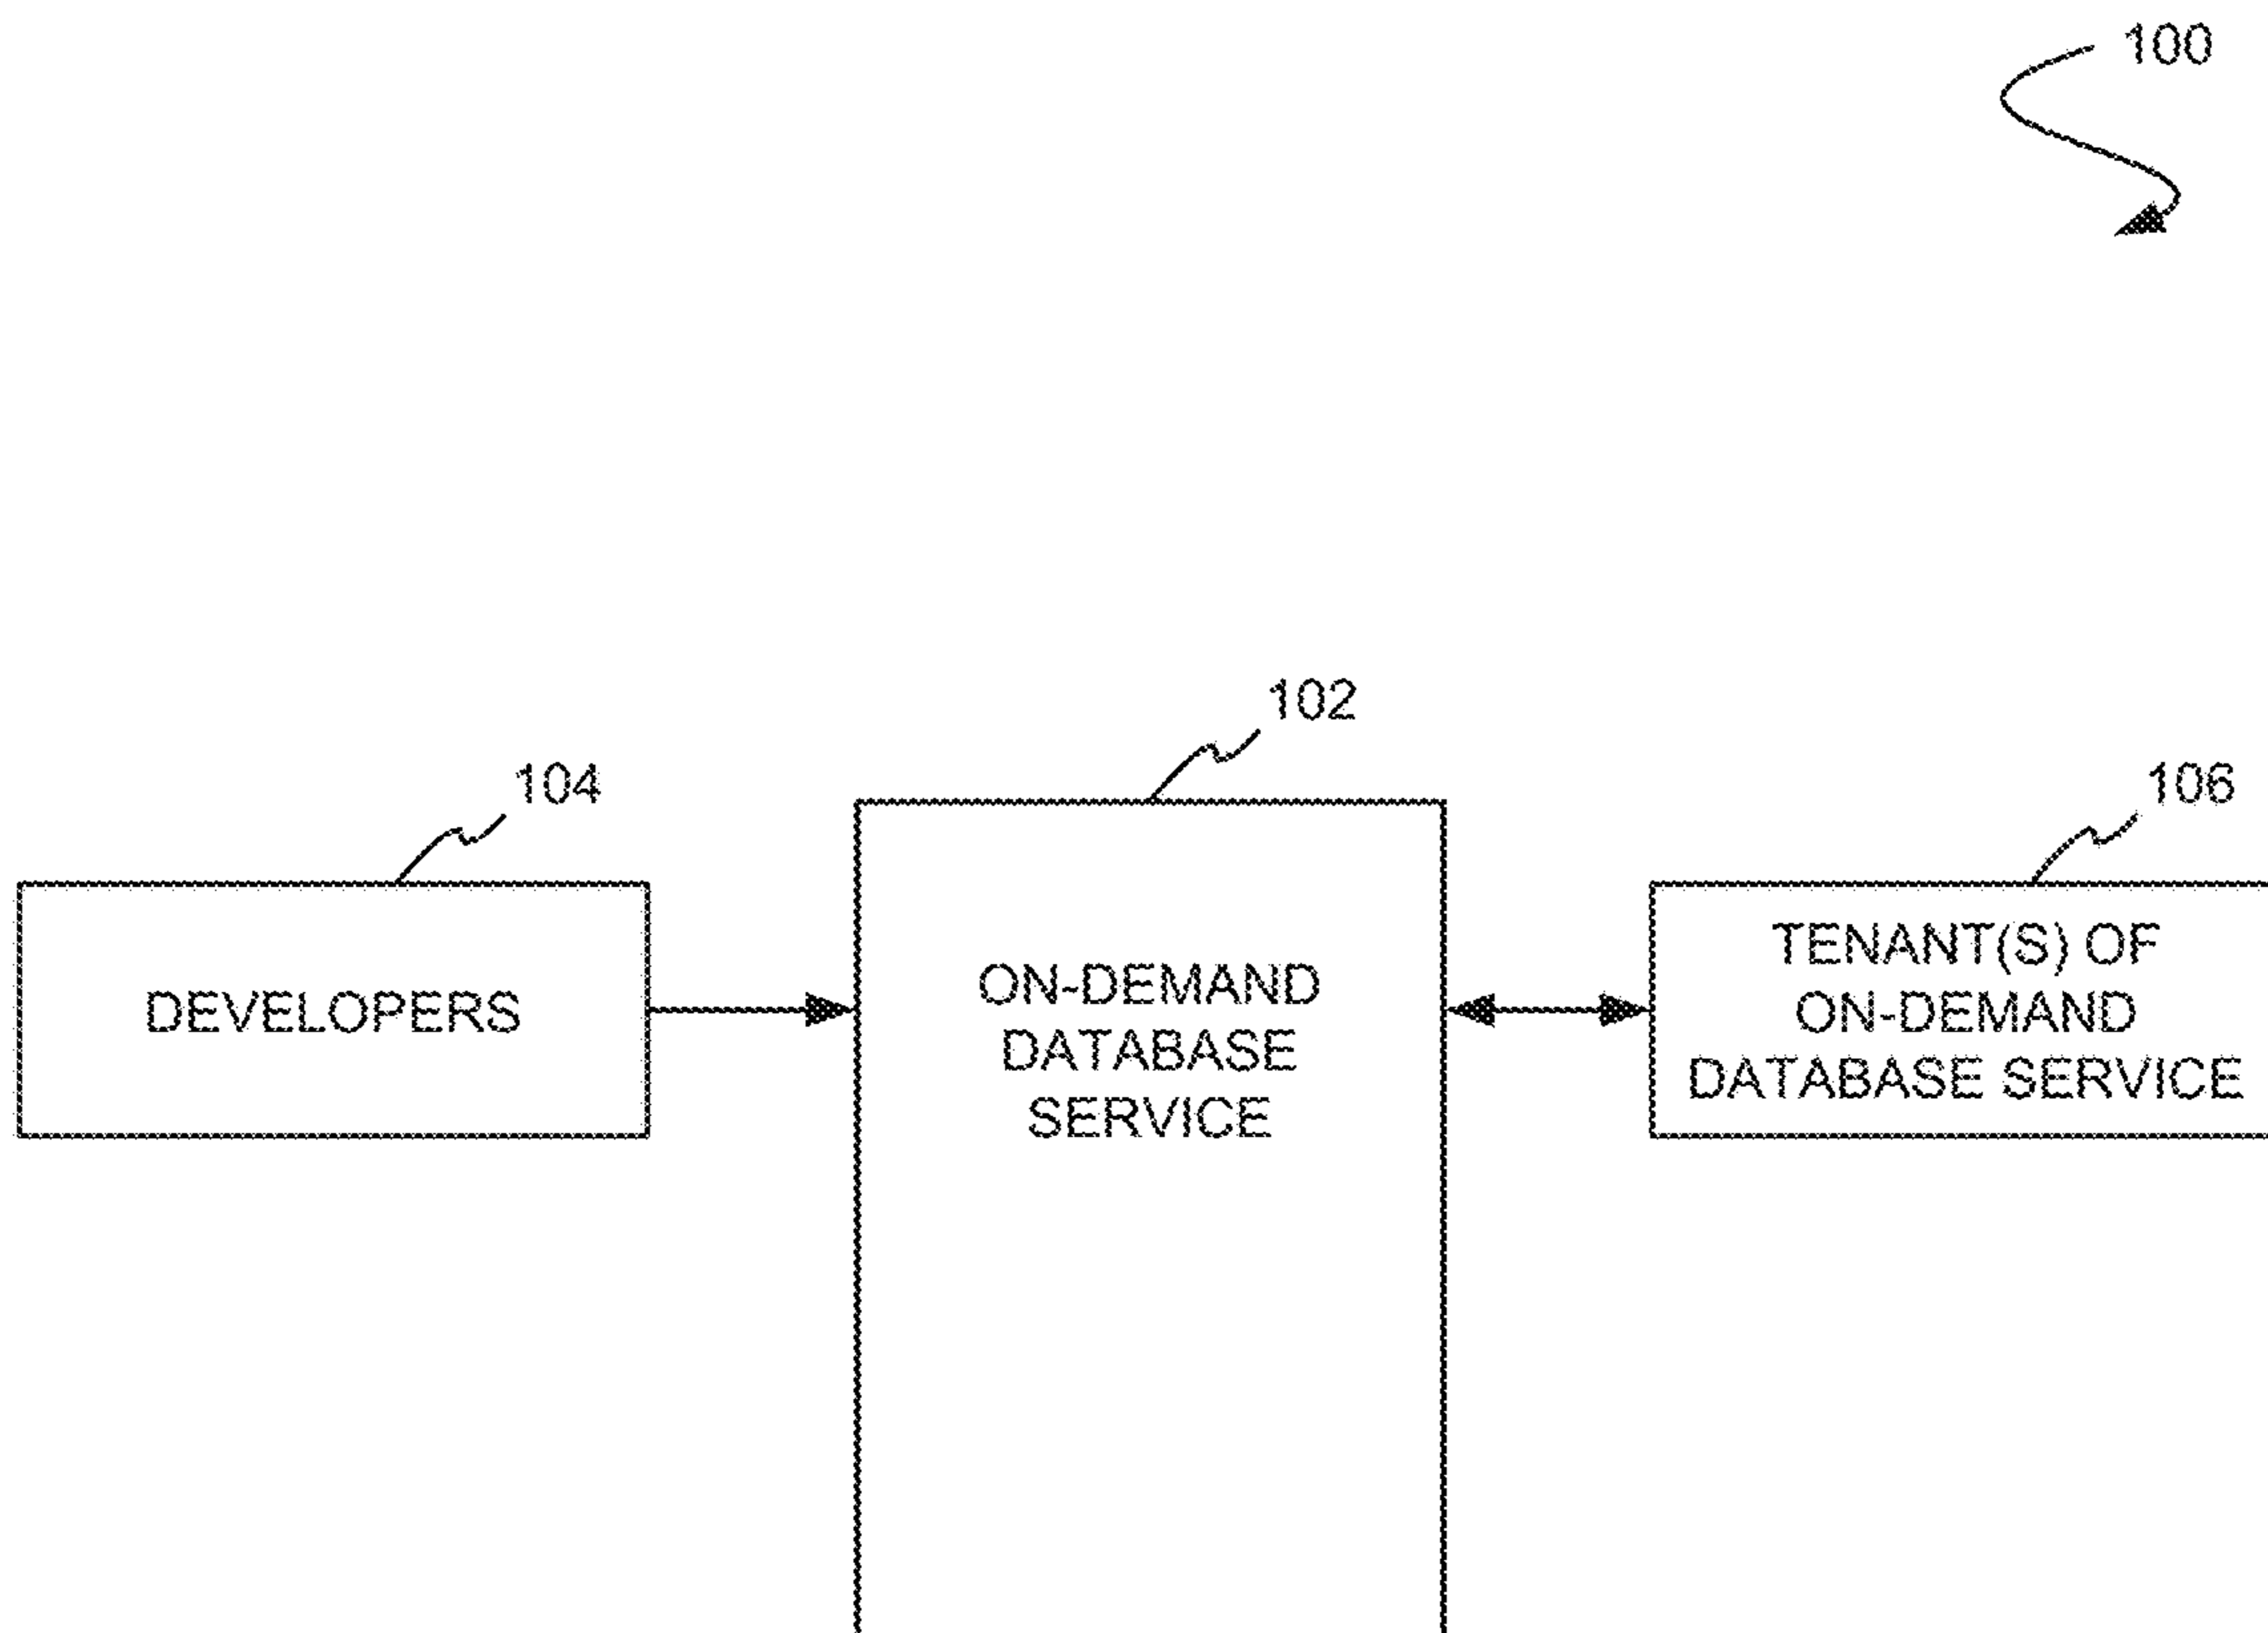 100
102
104
106
DEVELOPERS
ON-DEMAND
DATABASE
SERVICE
TENANT(S) OF
ON-DEMAND
DATABASE SERVICE